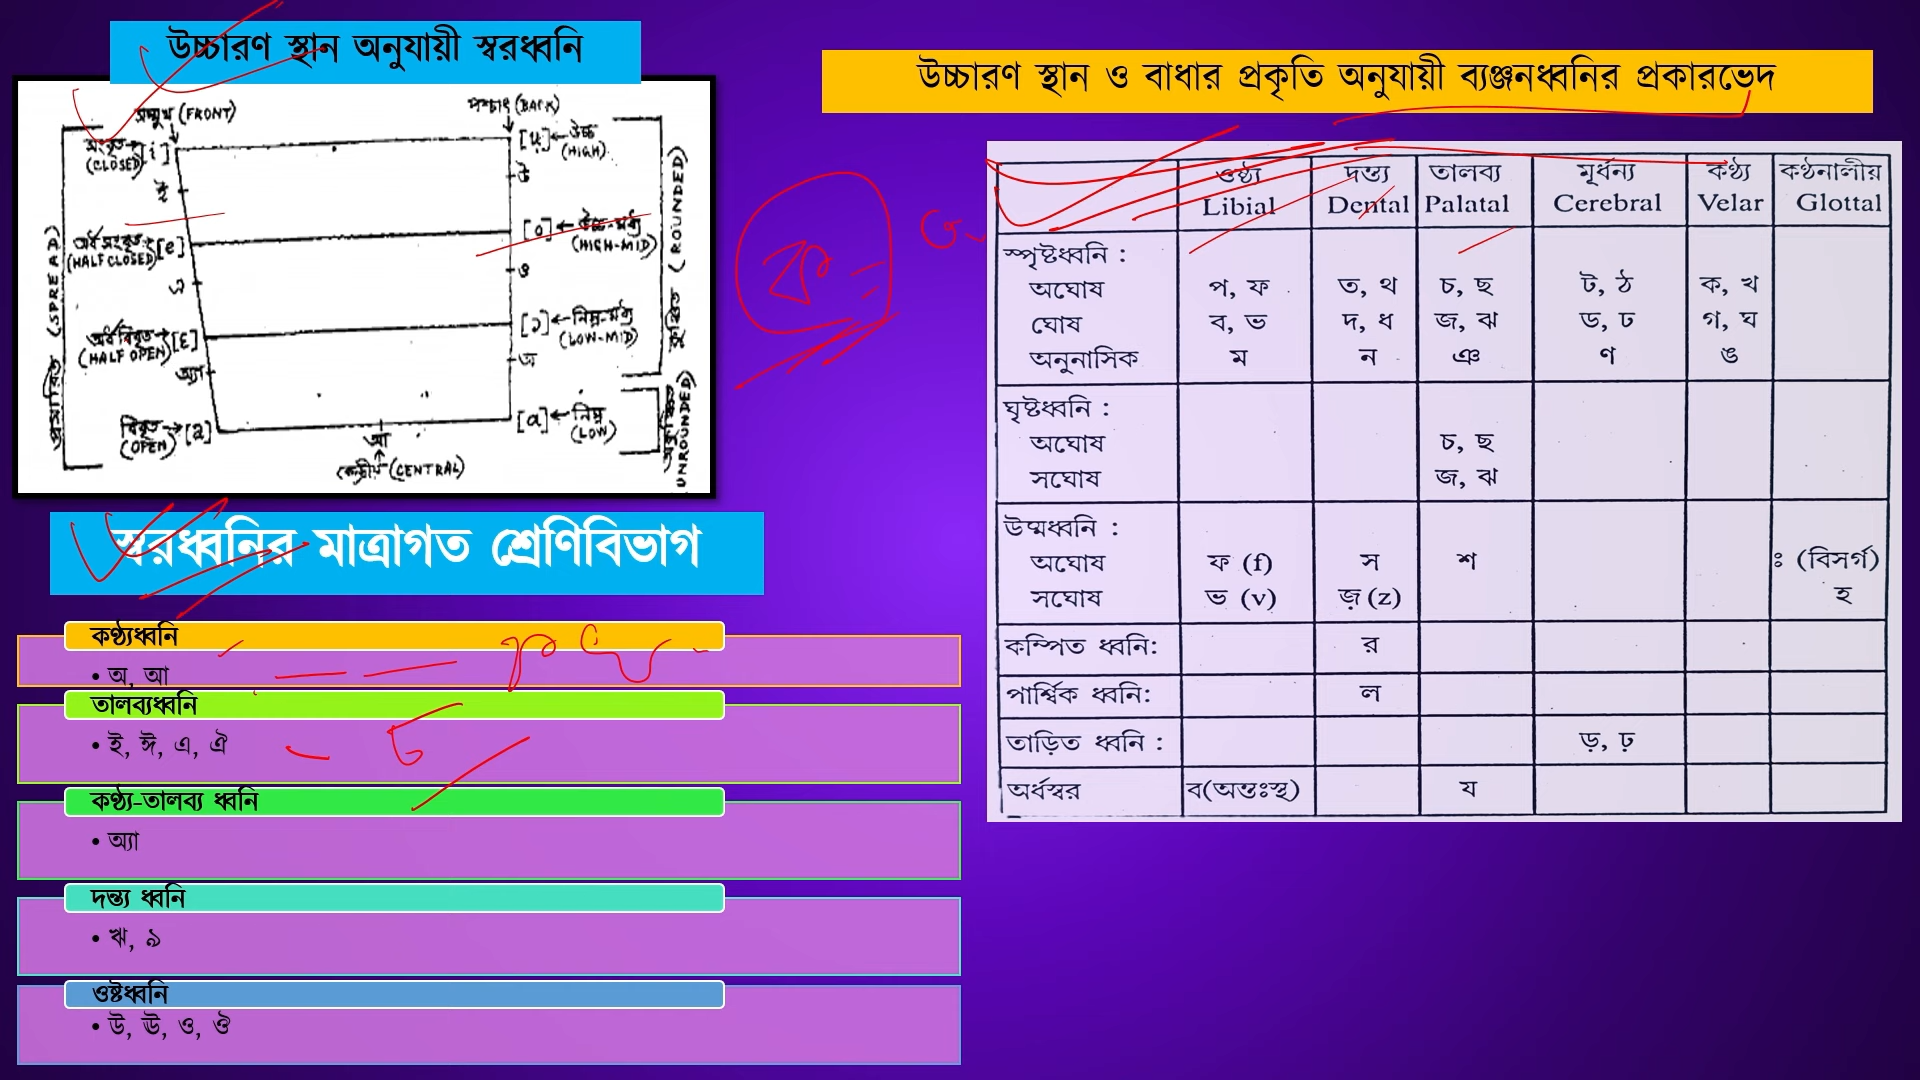 উচ্চারণ স্থান অনুযায়ী স্বরধ্বনি
সম্মুখ (FRONT)
পশ্চাৎ (BACK)
সংবৃত
(CLOSED)
[i]
[u] উচ্চ
(HIGH)
ই
উ
অর্ধ সংবৃত [e]
(HALF CLOSED)
[o] উচ্চ-মধ্য
(HIGH-MID)
এ
ও
অর্ধ বিবৃত [ɛ]
(HALF OPEN)
[ɔ] নিম্ন-মধ্য
(LOW-MID)
অ্যা
অ
বিবৃত [a]
(OPEN)
[ɑ] নিম্ন
(LOW)
আ
কেন্দ্রীয় (CENTRAL)
প্রসারিত (SPREAD)
কুঞ্চিত (ROUNDED)
অকুঞ্চিত
UNROUNDED)
স্বরধ্বনির মাত্রাগত শ্রেণিবিভাগ
কণ্ঠ্যধ্বনি
• অ, আ
তালব্যধ্বনি
• ই, ঈ, এ, ঐ
কণ্ঠ্য-তালব্য ধ্বনি
• অ্যা
দন্ত্য ধ্বনি
• ঋ, ৯
ওষ্টধ্বনি
• উ, ঊ, ও, ঔ
ক
উচ্চারণ স্থান ও বাধার প্রকৃতি অনুযায়ী ব্যঞ্জনধ্বনির প্রকারভেদ
ওষ্ঠ্য দন্ত্য তালব্য মূর্ধন্য কণ্ঠ্য কণ্ঠনালীয়
Libial Dental Palatal Cerebral Velar Glottal
স্পৃষ্টধ্বনি :
অঘোষ প, ফ ত, থ চ, ছ ট, ঠ ক, খ
ঘোষ ব, ভ দ, ধ জ, ঝ ড, ঢ গ, ঘ
অনুনাসিক ম ন ঞ ণ ঙ
ঘৃষ্টধ্বনি :
অঘোষ চ, ছ
সঘোষ জ, ঝ
উষ্মধ্বনি :
অঘোষ ফ (f) স শ ঃ (বিসর্গ)
সঘোষ ভ (v) জ় (z) হ
কম্পিত ধ্বনি: র
পার্শ্বিক ধ্বনি: ল
তাড়িত ধ্বনি : ড়, ঢ়
অর্ধস্বর ব(অন্তঃস্থ) য